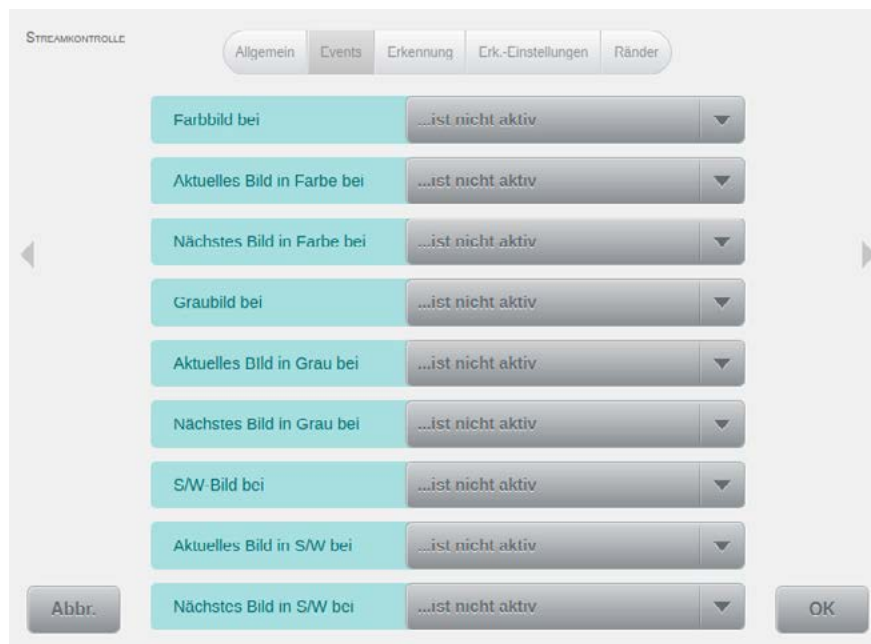 STREAMKONTROLLE
Allgemein Events Erkennung Erk.-Einstellungen Ränder
Farbbild bei ...ist nicht aktiv
Aktuelles Bild in Farbe bei ...ist nicht aktiv
Nächstes Bild in Farbe bei ...ist nicht aktiv
Graubild bei ...ist nicht aktiv
Aktuelles BIld in Grau bei ...ist nicht aktiv
Nächstes Bild in Grau bei ...ist nicht aktiv
S/W-Bild bei ...ist nicht aktiv
Aktuelles Bild in S/W bei ...ist nicht aktiv
Abbr. Nächstes Bild in S/W bei ...ist nicht aktiv OK